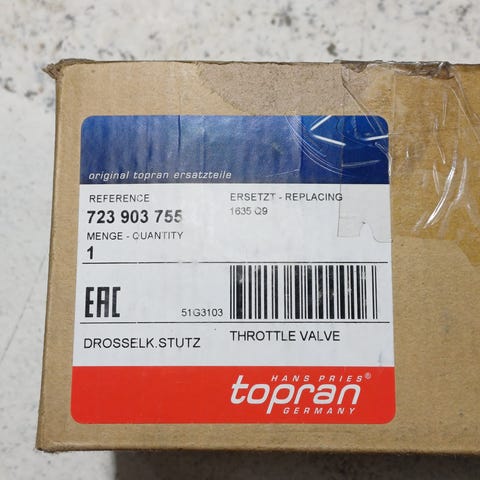 original topran ersatzteile
REFERENCE
723 903 755
MENGE - QUANTITY
1
ERSETZT - REPLACING
1635 Q9
EAC
51G3103
DROSSELK.STUTZ
THROTTLE VALVE
HANS PRIES®
topran
GERMANY